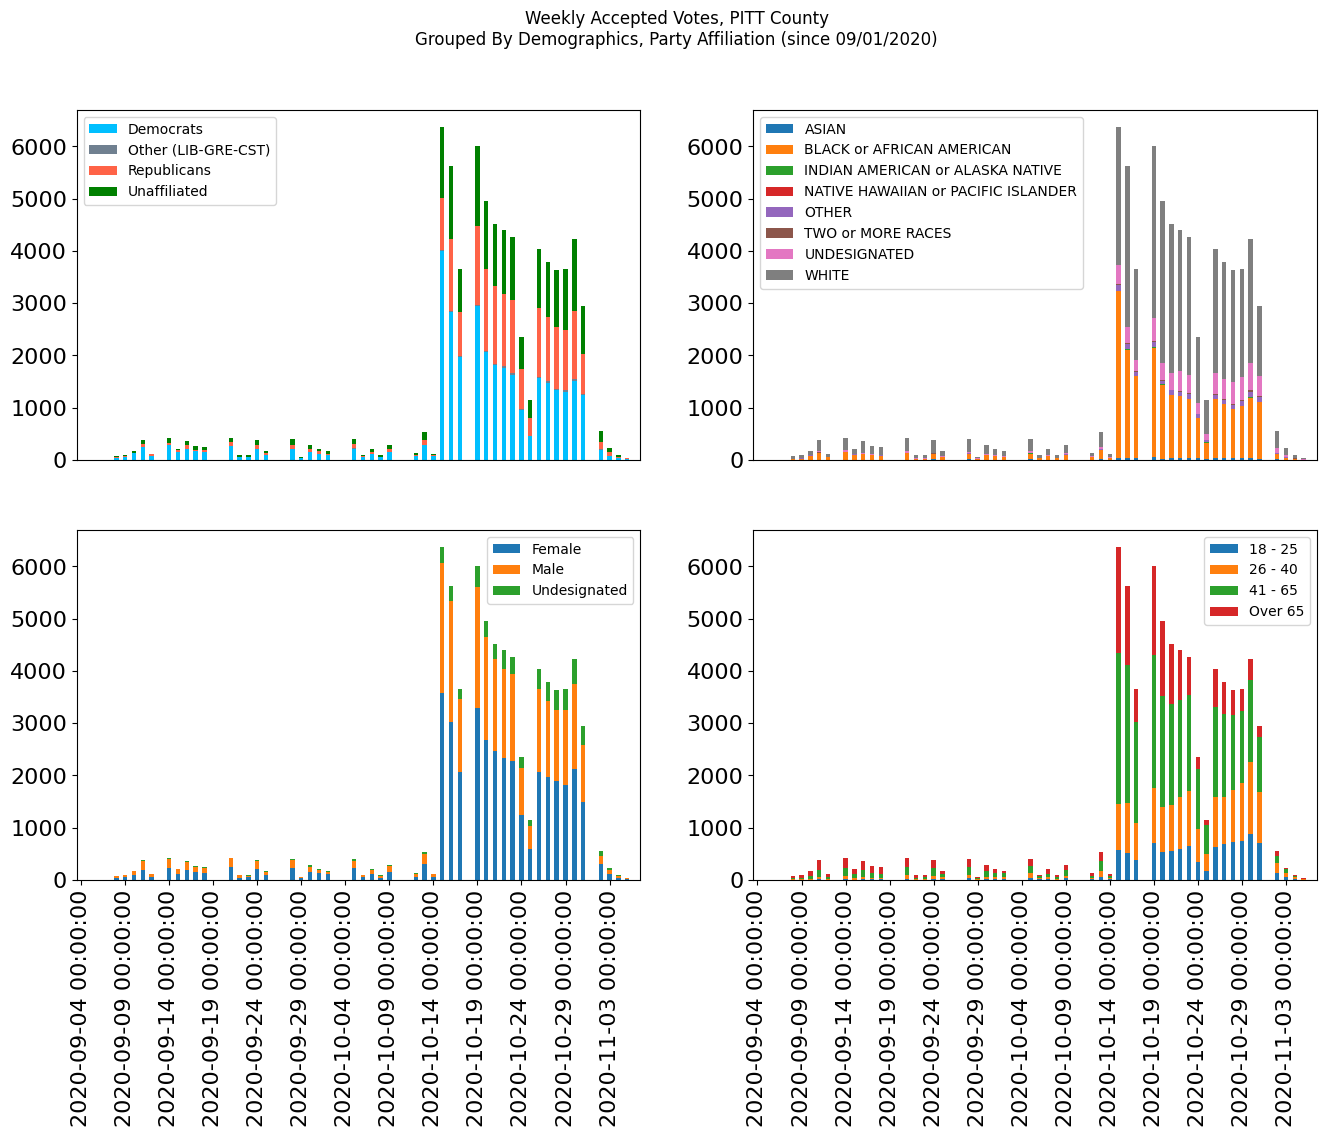 Weekly Accepted Votes, PITT County
Grouped By Demographics, Party Affiliation (since 09/01/2020)
6000
5000
4000
3000
2000
1000
0
Democrats
Other (LIB-GRE-CST)
Republicans
Unaffiliated
6000
5000
4000
3000
2000
1000
0
ASIAN
BLACK or AFRICAN AMERICAN
INDIAN AMERICAN or ALASKA NATIVE
NATIVE HAWAIIAN or PACIFIC ISLANDER
OTHER
TWO or MORE RACES
UNDESIGNATED
WHITE
6000
5000
4000
3000
2000
1000
0
Female
Male
Undesignated
2020-09-04 00:00:00
2020-09-09 00:00:00
2020-09-14 00:00:00
2020-09-19 00:00:00
2020-09-24 00:00:00
2020-09-29 00:00:00
2020-10-04 00:00:00
2020-10-09 00:00:00
2020-10-14 00:00:00
2020-10-19 00:00:00
2020-10-24 00:00:00
2020-10-29 00:00:00
2020-11-03 00:00:00
6000
5000
4000
3000
2000
1000
0
18 - 25
26 - 40
41 - 65
Over 65
2020-09-04 00:00:00
2020-09-09 00:00:00
2020-09-14 00:00:00
2020-09-19 00:00:00
2020-09-24 00:00:00
2020-09-29 00:00:00
2020-10-04 00:00:00
2020-10-09 00:00:00
2020-10-14 00:00:00
2020-10-19 00:00:00
2020-10-24 00:00:00
2020-10-29 00:00:00
2020-11-03 00:00:00